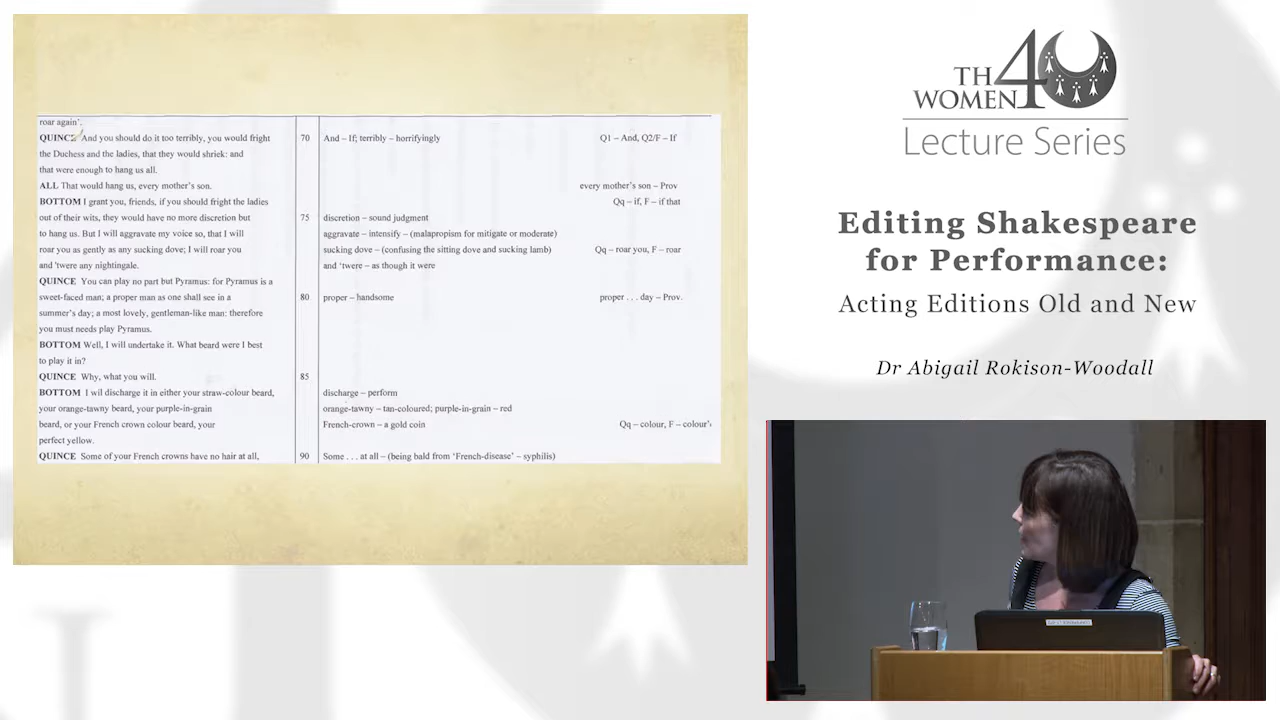 roar again'.
QUINCE And you should do it too terribly, you would fright 70 And – If; terribly – horrifyingly Q1 – And, Q2/F – If
the Duchess and the ladies, that they would shriek: and
that were enough to hang us all.
ALL That would hang us, every mother's son. every mother's son – Prov
BOTTOM I grant you, friends, if you should fright the ladies Qq – if, F – if that
out of their wits, they would have no more discretion but 75 discretion – sound judgment
to hang us. But I will aggravate my voice so, that I will aggravate – intensify – (malapropism for mitigate or moderate)
roar you as gently as any sucking dove; I will roar you sucking dove – (confusing the sitting dove and sucking lamb) Qq – roar you, F – roar
and 'twere any nightingale. and 'twere – as though it were
QUINCE You can play no part but Pyramus: for Pyramus is a
sweet-faced man; a proper man as one shall see in a 80 proper – handsome proper . . . day – Prov.
summer's day; a most lovely, gentleman-like man: therefore
you must needs play Pyramus.
BOTTOM Well, I will undertake it. What beard were I best
to play it in?
QUINCE Why, what you will. 85
BOTTOM I wil discharge it in either your straw-colour beard, discharge – perform
your orange-tawny beard, your purple-in-grain orange-tawny – tan-coloured; purple-in-grain – red
beard, or your French crown colour beard, your French-crown – a gold coin Qq – colour, F – colour'd
perfect yellow.
QUINCE Some of your French crowns have no hair at all, 90 Some . . . at all – (being bald from 'French-disease' – syphilis)
TH 40
WOMEN
Lecture Series
Editing Shakespeare
for Performance:
Acting Editions Old and New
Dr Abigail Rokison-Woodall